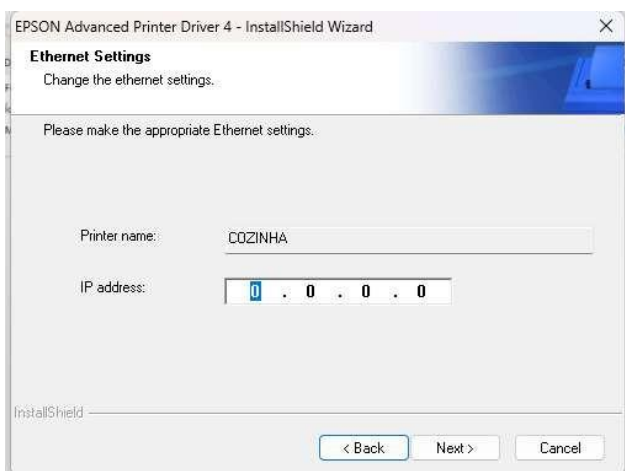 EPSON Advanced Printer Driver 4 - InstallShield Wizard
Ethernet Settings
Change the ethernet settings.
Please make the appropriate Ethernet settings.
Printer name: COZINHA
IP address: 0 . 0 . 0 . 0
InstallShield
< Back Next > Cancel